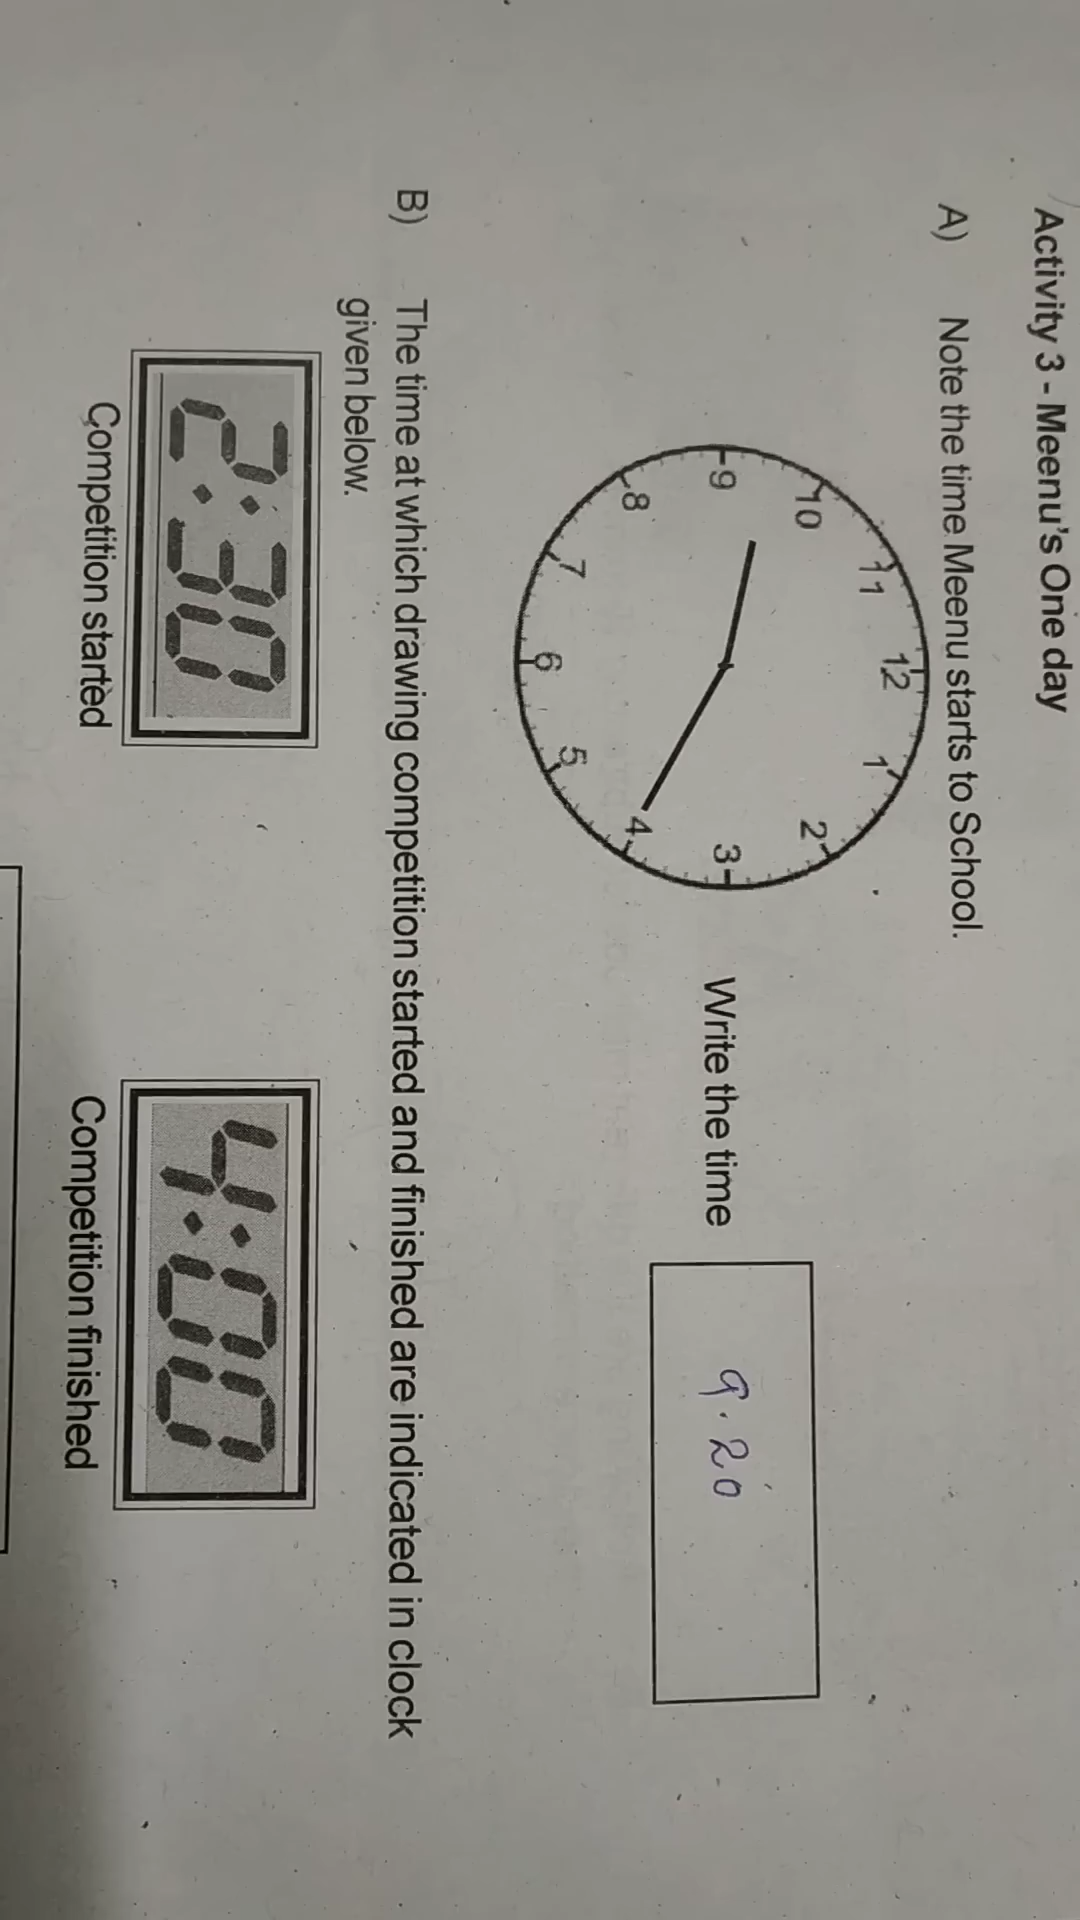 Activity 3 - Meenu's One day
A) Note the time Meenu starts to School.
12
11 1
10 2
9 3
8 4
7 5
6
Write the time
9.20
B) The time at which drawing competition started and finished are indicated in clock
given below.
2:30 4:00
Competition started Competition finished